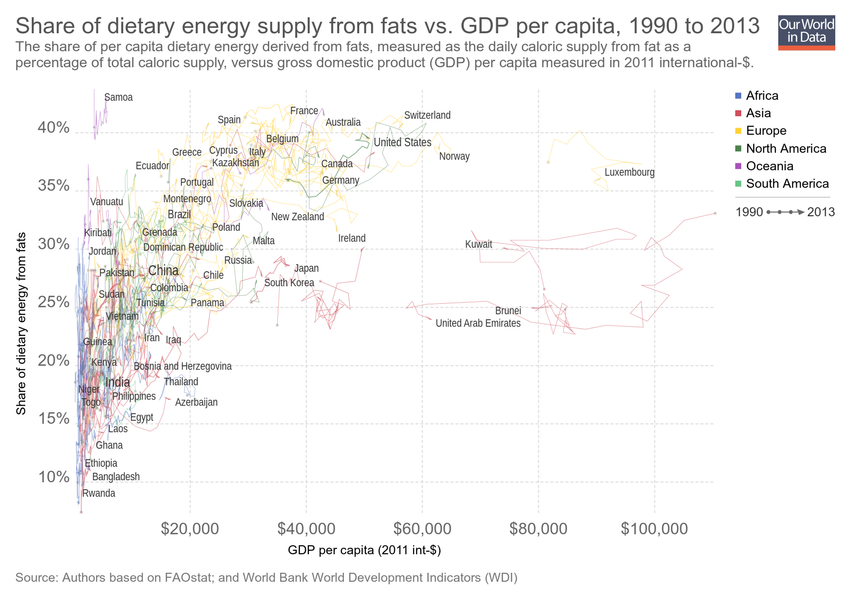 Share of dietary energy supply from fats vs. GDP per capita, 1990 to 2013
Our World
in Data
The share of per capita dietary energy derived from fats, measured as the daily caloric supply from fat as a
percentage of total caloric supply, versus gross domestic product (GDP) per capita measured in 2011 international-$.
Africa
Asia
Europe
North America
Oceania
South America
1990
2013
Share of dietary energy from fats
40%
35%
30%
25%
20%
15%
10%
Samoa
France
Spain
Australia
Switzerland
Belgium
United States
Greece
Cyprus
Italy
Norway
Ecuador
Kazakhstan
Canada
Luxembourg
Portugal
Germany
Montenegro
Vanuatu
Slovakia
Brazil
New Zealand
Kiribati
Grenada
Poland
Ireland
Malta
Kuwait
Jordan
Dominican Republic
Russia
Pakistan
China
Chile
Japan
Colombia
South Korea
Sudan
Tunisia
Panama
Brunei
Vietnam
United Arab Emirates
Guinea
Iran
Iraq
Kenya
Bosnia and Herzegovina
India
Thailand
Niger
Philippines
Togo
Azerbaijan
Egypt
Laos
Ghana
Ethiopia
Bangladesh
Rwanda
$20,000
$40,000
$60,000
$80,000
$100,000
GDP per capita (2011 int-$)
Source: Authors based on FAOstat; and World Bank World Development Indicators (WDI)